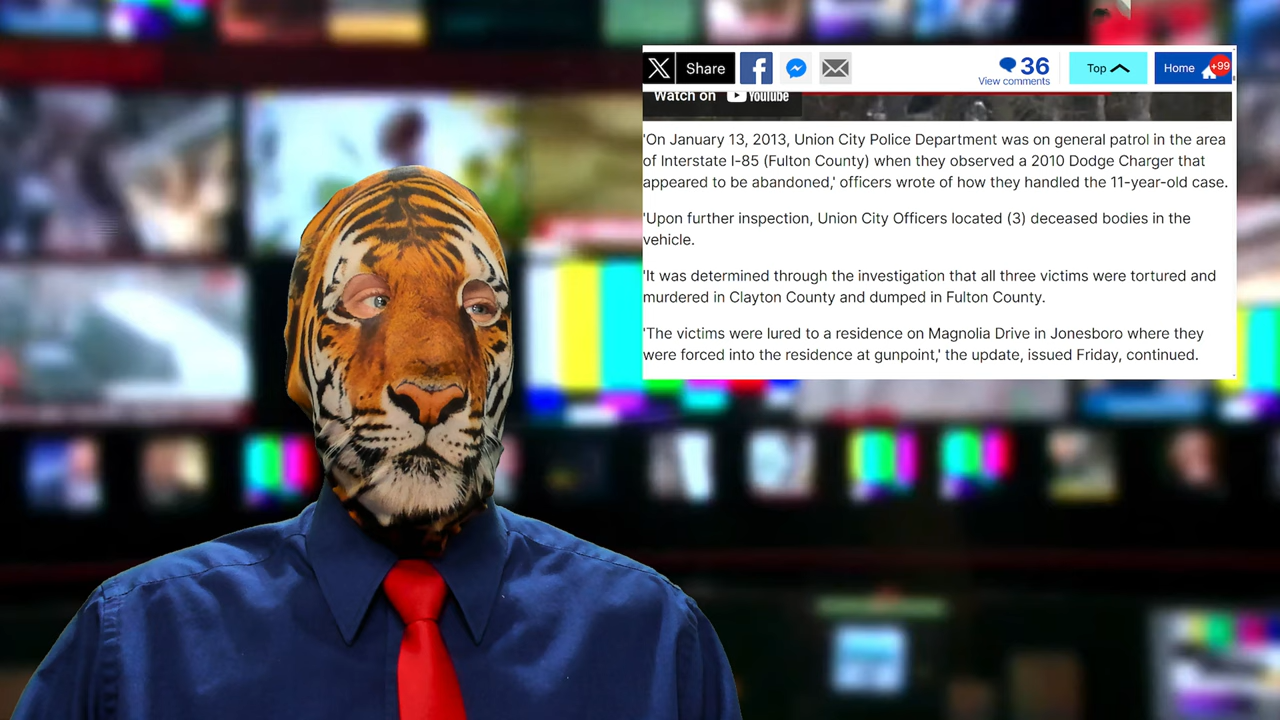 X Share 36 Top Home +99
View comments
Watch on YouTube
'On January 13, 2013, Union City Police Department was on general patrol in the area
of Interstate I-85 (Fulton County) when they observed a 2010 Dodge Charger that
appeared to be abandoned,' officers wrote of how they handled the 11-year-old case.
'Upon further inspection, Union City Officers located (3) deceased bodies in the
vehicle.
'It was determined through the investigation that all three victims were tortured and
murdered in Clayton County and dumped in Fulton County.
'The victims were lured to a residence on Magnolia Drive in Jonesboro where they
were forced into the residence at gunpoint,' the update, issued Friday, continued.